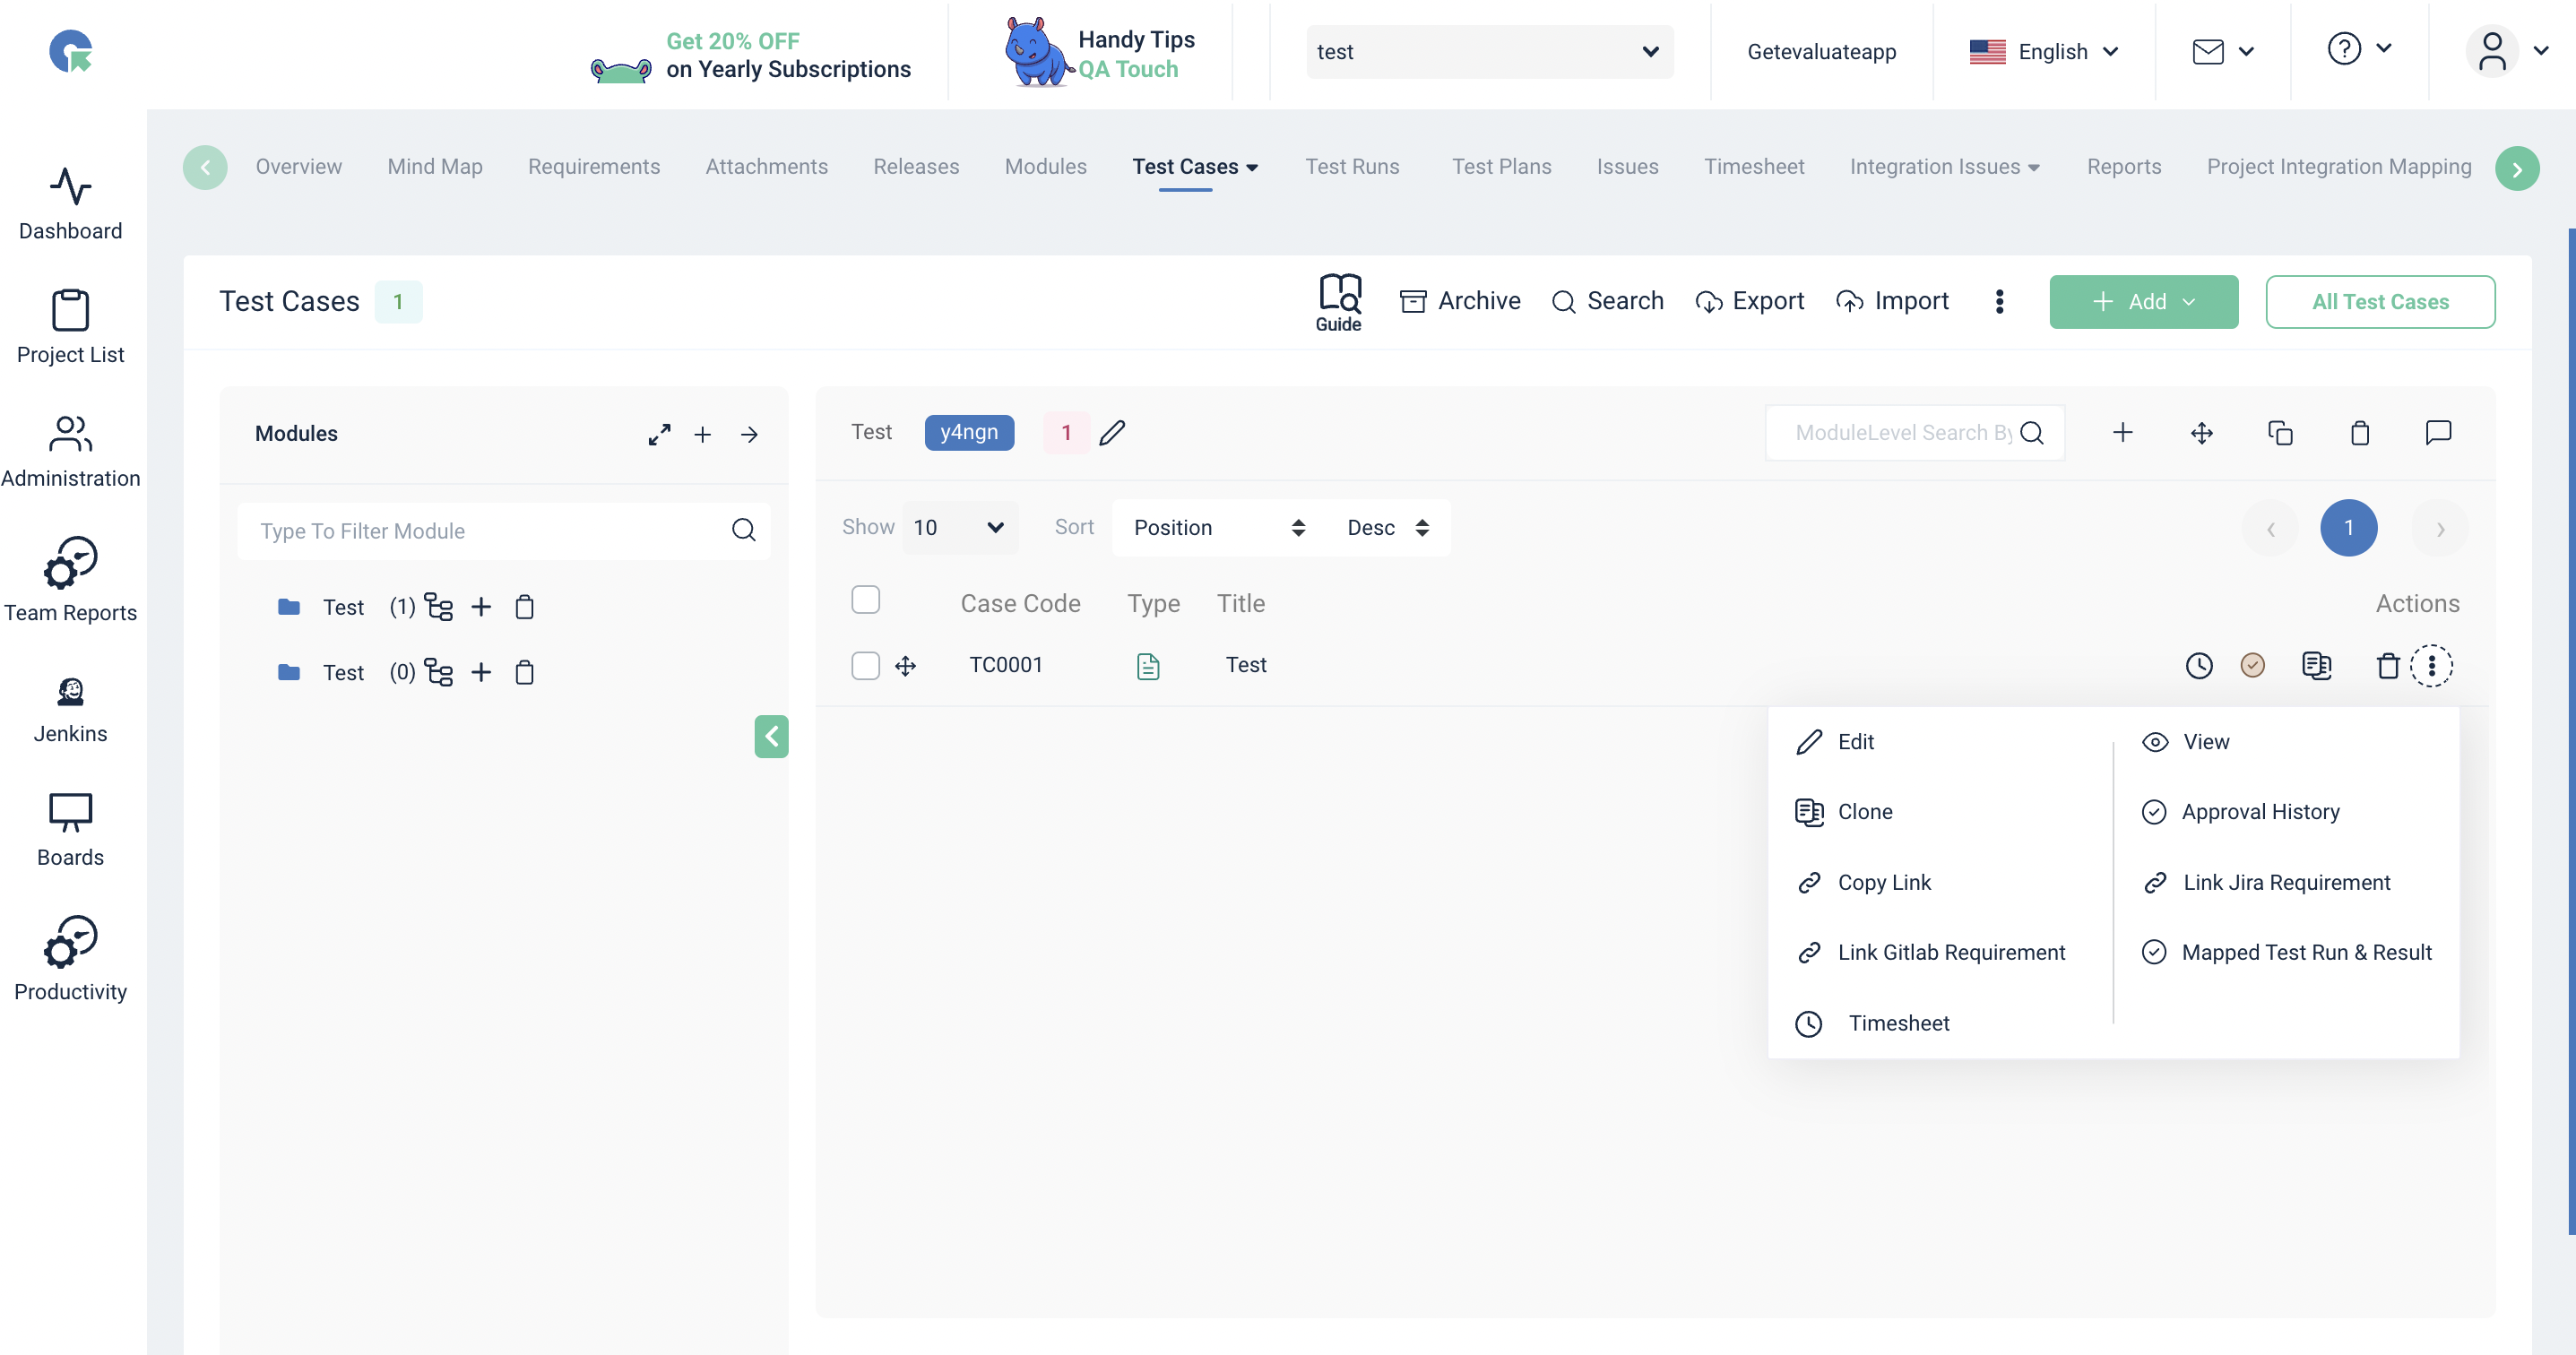 Get 20% OFF
on Yearly Subscriptions
Handy Tips
QA Touch
test
Getevaluateapp
English
Dashboard
Project List
Administration
Team Reports
Jenkins
Boards
Productivity
Overview
Mind Map
Requirements
Attachments
Releases
Modules
Test Cases
Test Runs
Test Plans
Issues
Timesheet
Integration Issues
Reports
Project Integration Mapping
Test Cases 1
Guide
Archive
Search
Export
Import
Add
All Test Cases
Modules
Type To Filter Module
Test (1)
Test (0)
Test y4ngn 1
ModuleLevel Search By
Show 10
Sort Position Desc
1
Case Code Type Title Actions
TC0001 Test
Edit
View
Clone
Approval History
Copy Link
Link Jira Requirement
Link Gitlab Requirement
Mapped Test Run & Result
Timesheet